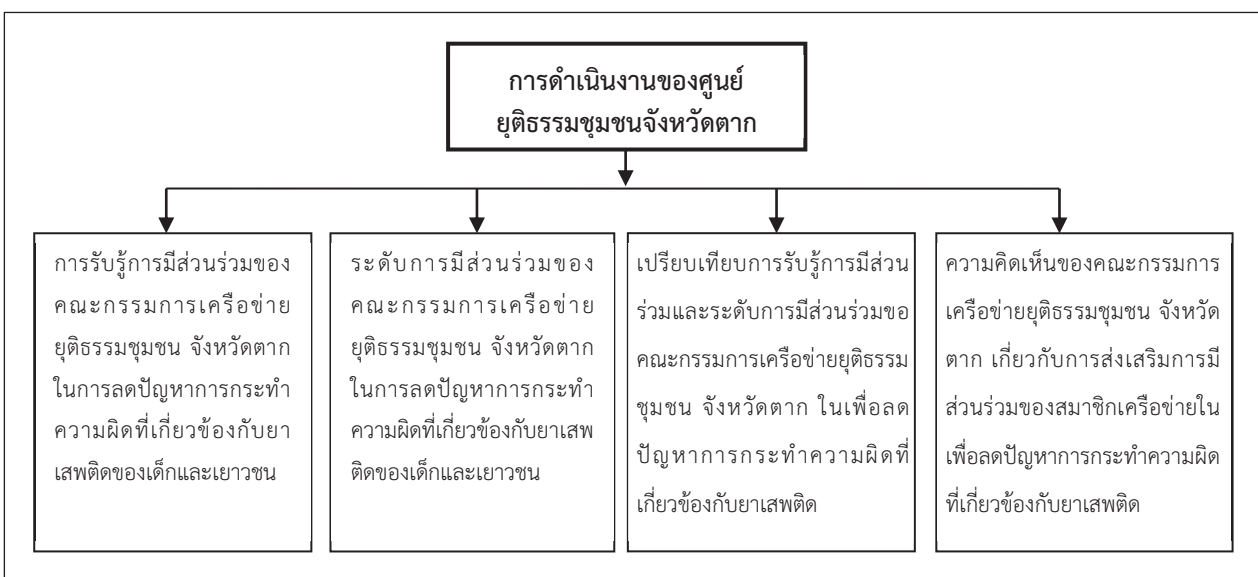 การดำเนินงานของศูนย์
ยุติธรรมชุมชนจังหวัดตาก
การรับรู้การมีส่วนร่วมของ
คณะกรรมการเครือข่าย
ยุติธรรมชุมชน จังหวัดตาก
ในการลดปัญหาการกระทำ
ความผิดที่เกี่ยวข้องกับยา
เสพติดของเด็กและเยาวชน
ระดับการมีส่วนร่วมของ
คณะกรรมการเครือข่าย
ยุติธรรมชุมชน จังหวัดตาก
ในการลดปัญหาการกระทำ
ความผิดที่เกี่ยวข้องกับยาเสพ
ติดของเด็กและเยาวชน
เปรียบเทียบการรับรู้การมีส่วน
ร่วมและระดับการมีส่วนร่วมขอ
คณะกรรมการเครือข่ายยุติธรรม
ชุมชน จังหวัดตาก ในเพื่อลด
ปัญหาการกระทำความผิดที่
เกี่ยวข้องกับยาเสพติด
ความคิดเห็นของคณะกรรมการ
เครือข่ายยุติธรรมชุมชน จังหวัด
ตาก เกี่ยวกับการส่งเสริมการมี
ส่วนร่วมของสมาชิกเครือข่ายใน
เพื่อลดปัญหาการกระทำความผิด
ที่เกี่ยวข้องกับยาเสพติด